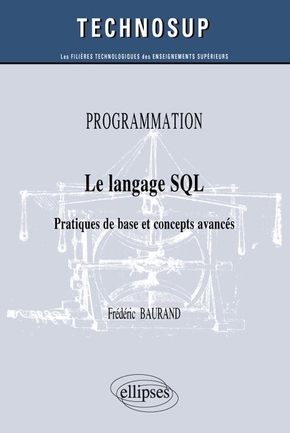 TECHNOSUP
Les FILIÈRES TECHNOLOGIQUES des ENSEIGNEMENTS SUPÉRIEURS
PROGRAMMATION
Le langage SQL
Pratiques de base et concepts avancés
Frédéric BAURAND
ellipses